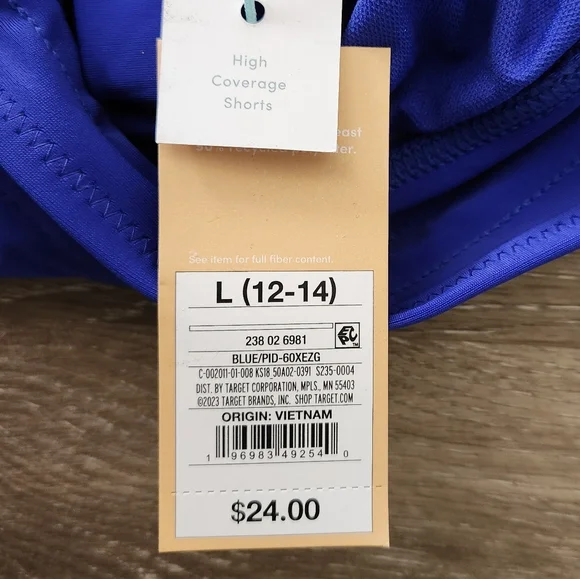 High
Coverage
Shorts
See item for full fiber content.
L (12-14)
238 02 6981
BLUE/PID-60XEZG
C-002011-01-008 KS18 50A02-0391 S235-0004
DIST. BY TARGET CORPORATION, MPLS., MN 55403
©2023 TARGET BRANDS, INC. SHOP TARGET.COM
ORIGIN: VIETNAM
1 96983 49254 0
$24.00